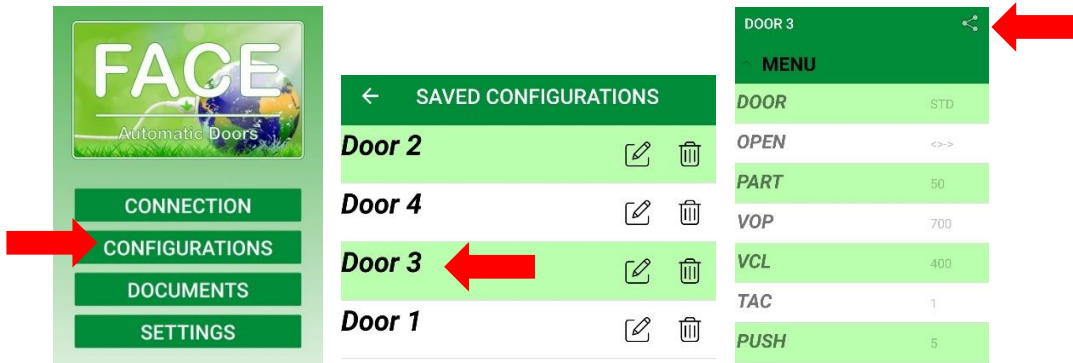 FACE
Automatic Doors
CONNECTION
CONFIGURATIONS
DOCUMENTS
SETTINGS
SAVED CONFIGURATIONS
Door 2
Door 4
Door 3
Door 1
DOOR 3
MENU
DOOR STD
OPEN <->->
PART 50
VOP 700
VCL 400
TAC 1
PUSH 5